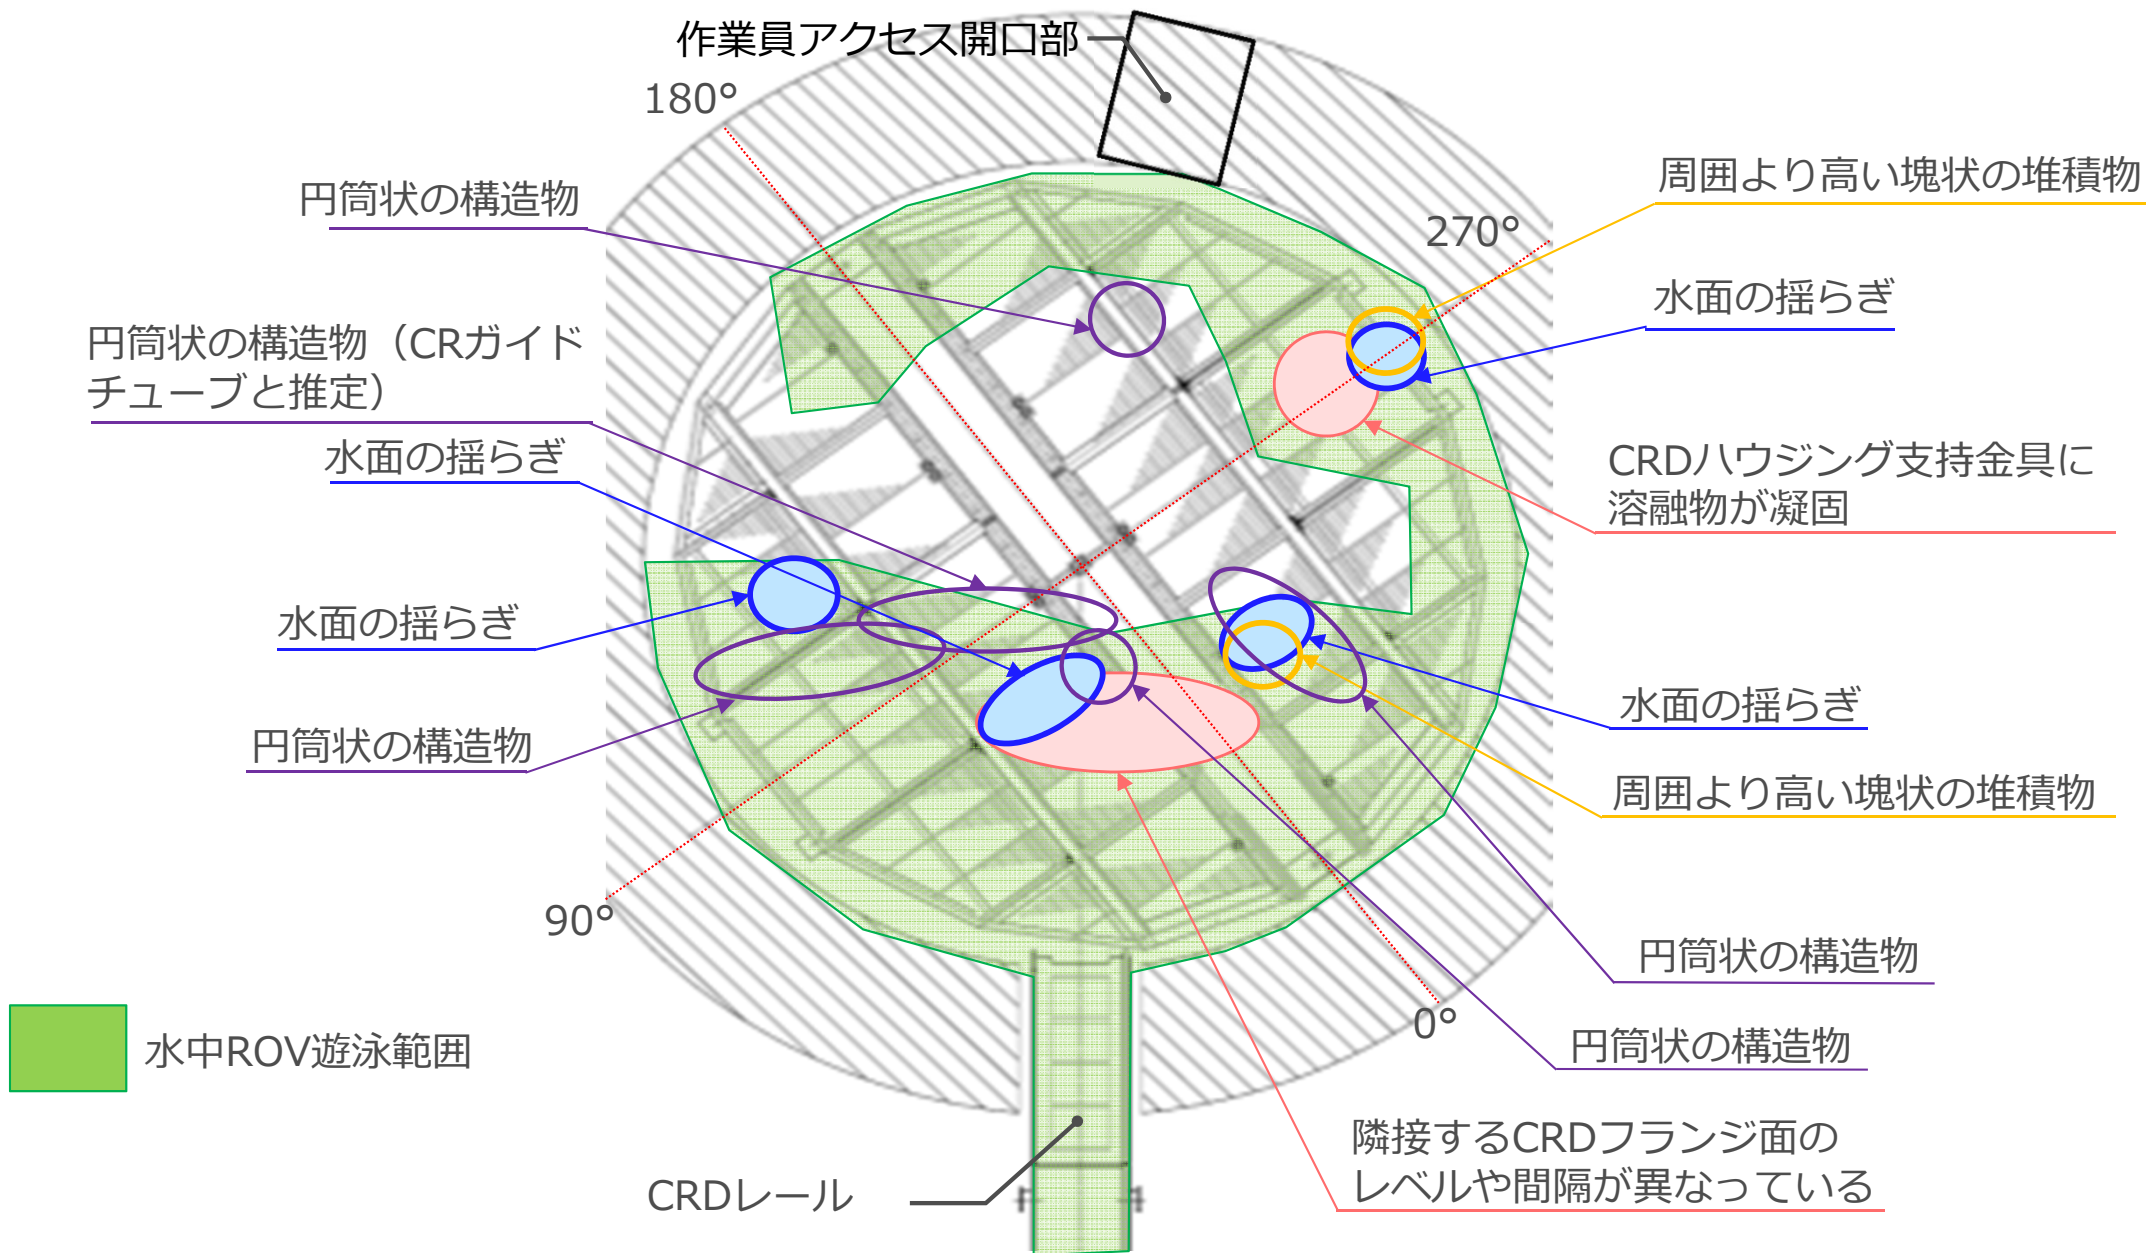 作業員アクセス開口部
180°
円筒状の構造物
周囲より高い塊状の堆積物
270°
水面の揺らぎ
円筒状の構造物（CRガイド
チューブと推定）
水面の揺らぎ
CRDハウジング支持金具に
溶融物が凝固
水面の揺らぎ
水面の揺らぎ
円筒状の構造物
周囲より高い塊状の堆積物
90°
円筒状の構造物
0°
円筒状の構造物
水中ROV遊泳範囲
隣接するCRDフランジ面の
レベルや間隔が異なっている
CRDレール